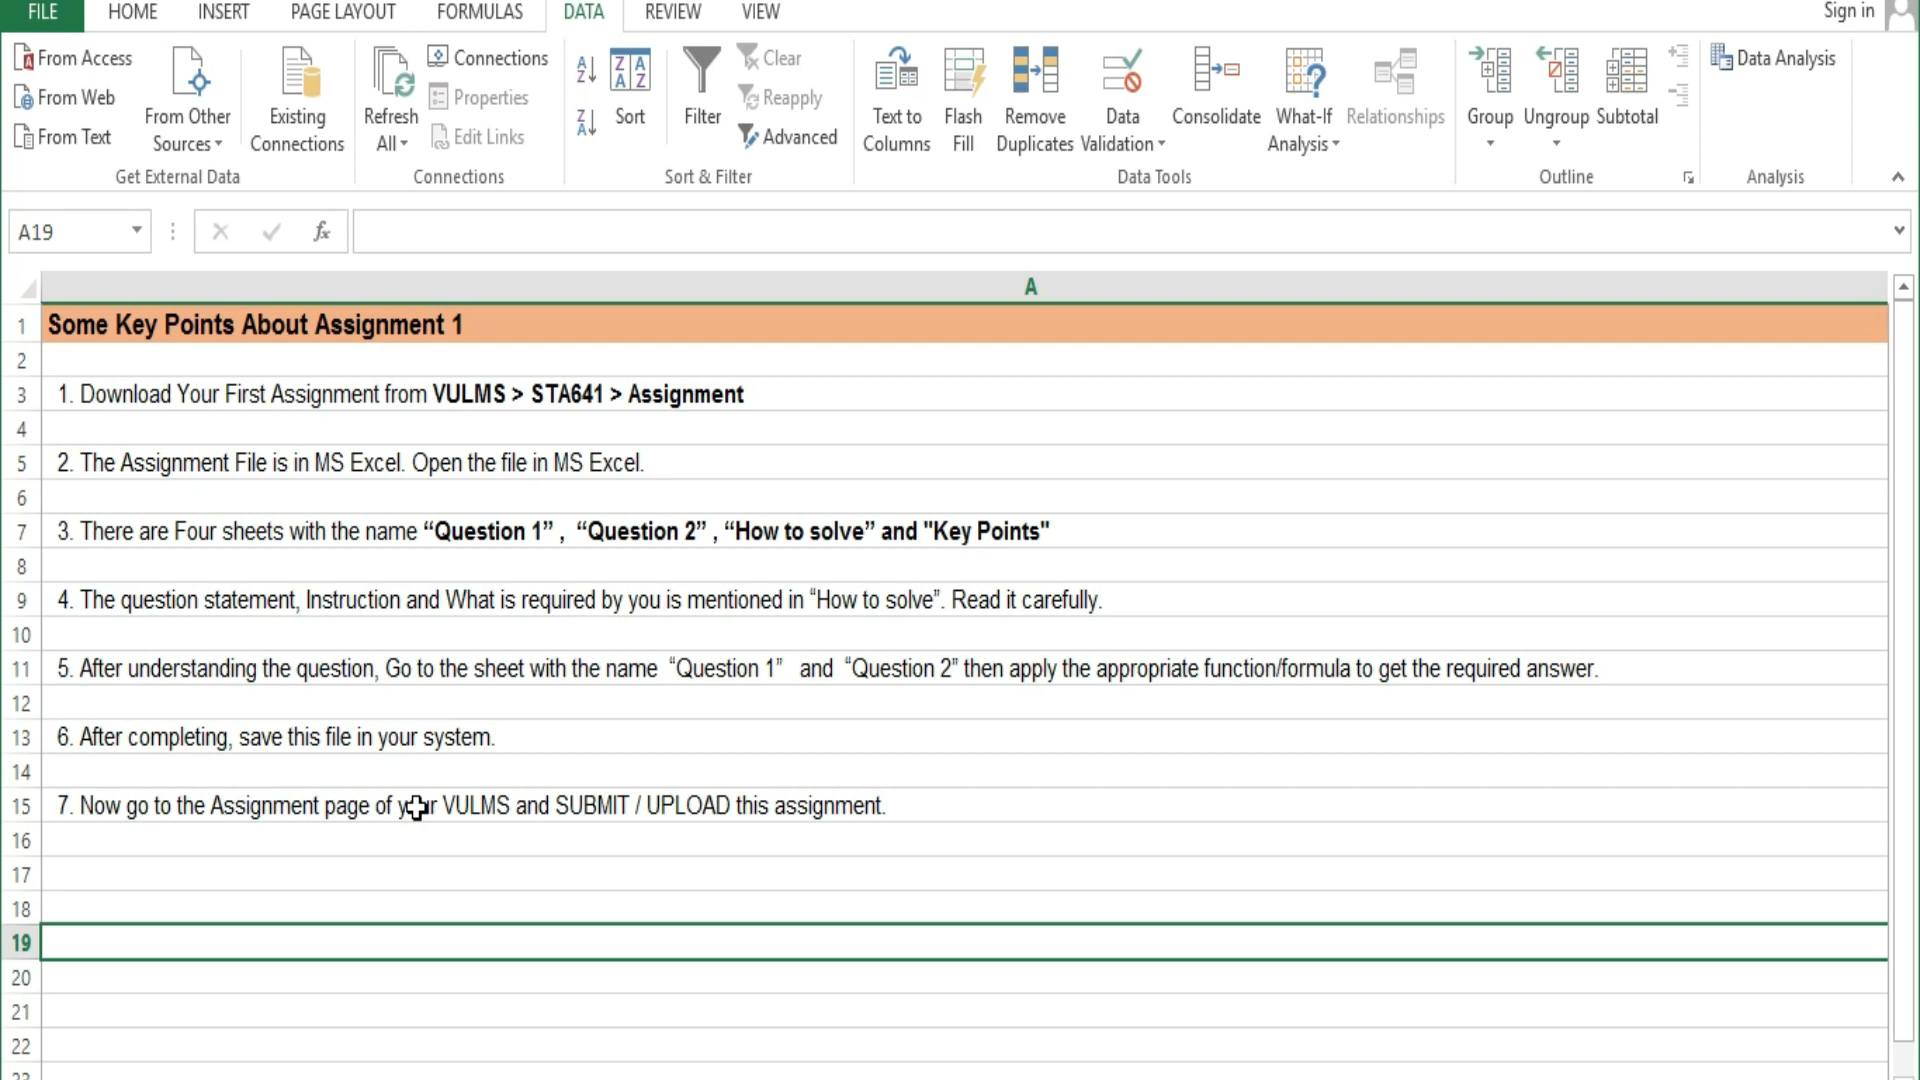 FILE HOME INSERT PAGE LAYOUT FORMULAS DATA REVIEW VIEW Sign in
From Access
From Web
From Text
From Other
Sources
Existing
Connections
Get External Data
Refresh
All
Connections
Properties
Edit Links
Connections
Sort
Filter
Clear
Reapply
Advanced
Sort & Filter
Text to
Columns
Flash
Fill
Remove
Duplicates
Data
Validation
Consolidate
What-If
Analysis
Relationships
Data Tools
Group
Ungroup
Subtotal
Outline
Data Analysis
Analysis
A19
fx
A
1 Some Key Points About Assignment 1
2
3 1. Download Your First Assignment from VULMS > STA641 > Assignment
4
5 2. The Assignment File is in MS Excel. Open the file in MS Excel.
6
7 3. There are Four sheets with the name “Question 1” , “Question 2” , “How to solve” and "Key Points"
8
9 4. The question statement, Instruction and What is required by you is mentioned in “How to solve”. Read it carefully.
10
11 5. After understanding the question, Go to the sheet with the name “Question 1” and “Question 2” then apply the appropriate function/formula to get the required answer.
12
13 6. After completing, save this file in your system.
14
15 7. Now go to the Assignment page of your VULMS and SUBMIT / UPLOAD this assignment.
16
17
18
19
20
21
22
23